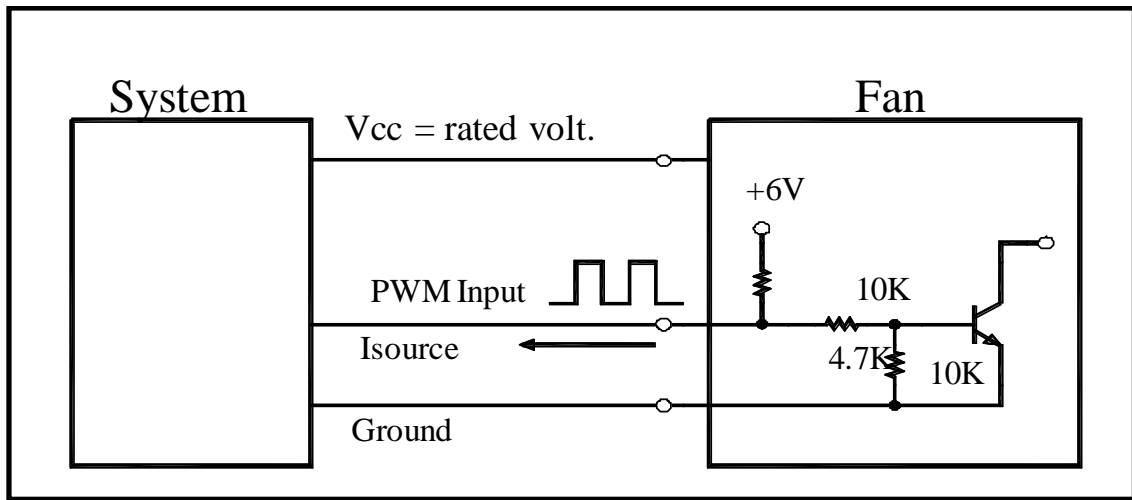 System
Fan
Vcc = rated volt.
+6V
PWM Input
10K
Isource
4.7K
10K
Ground